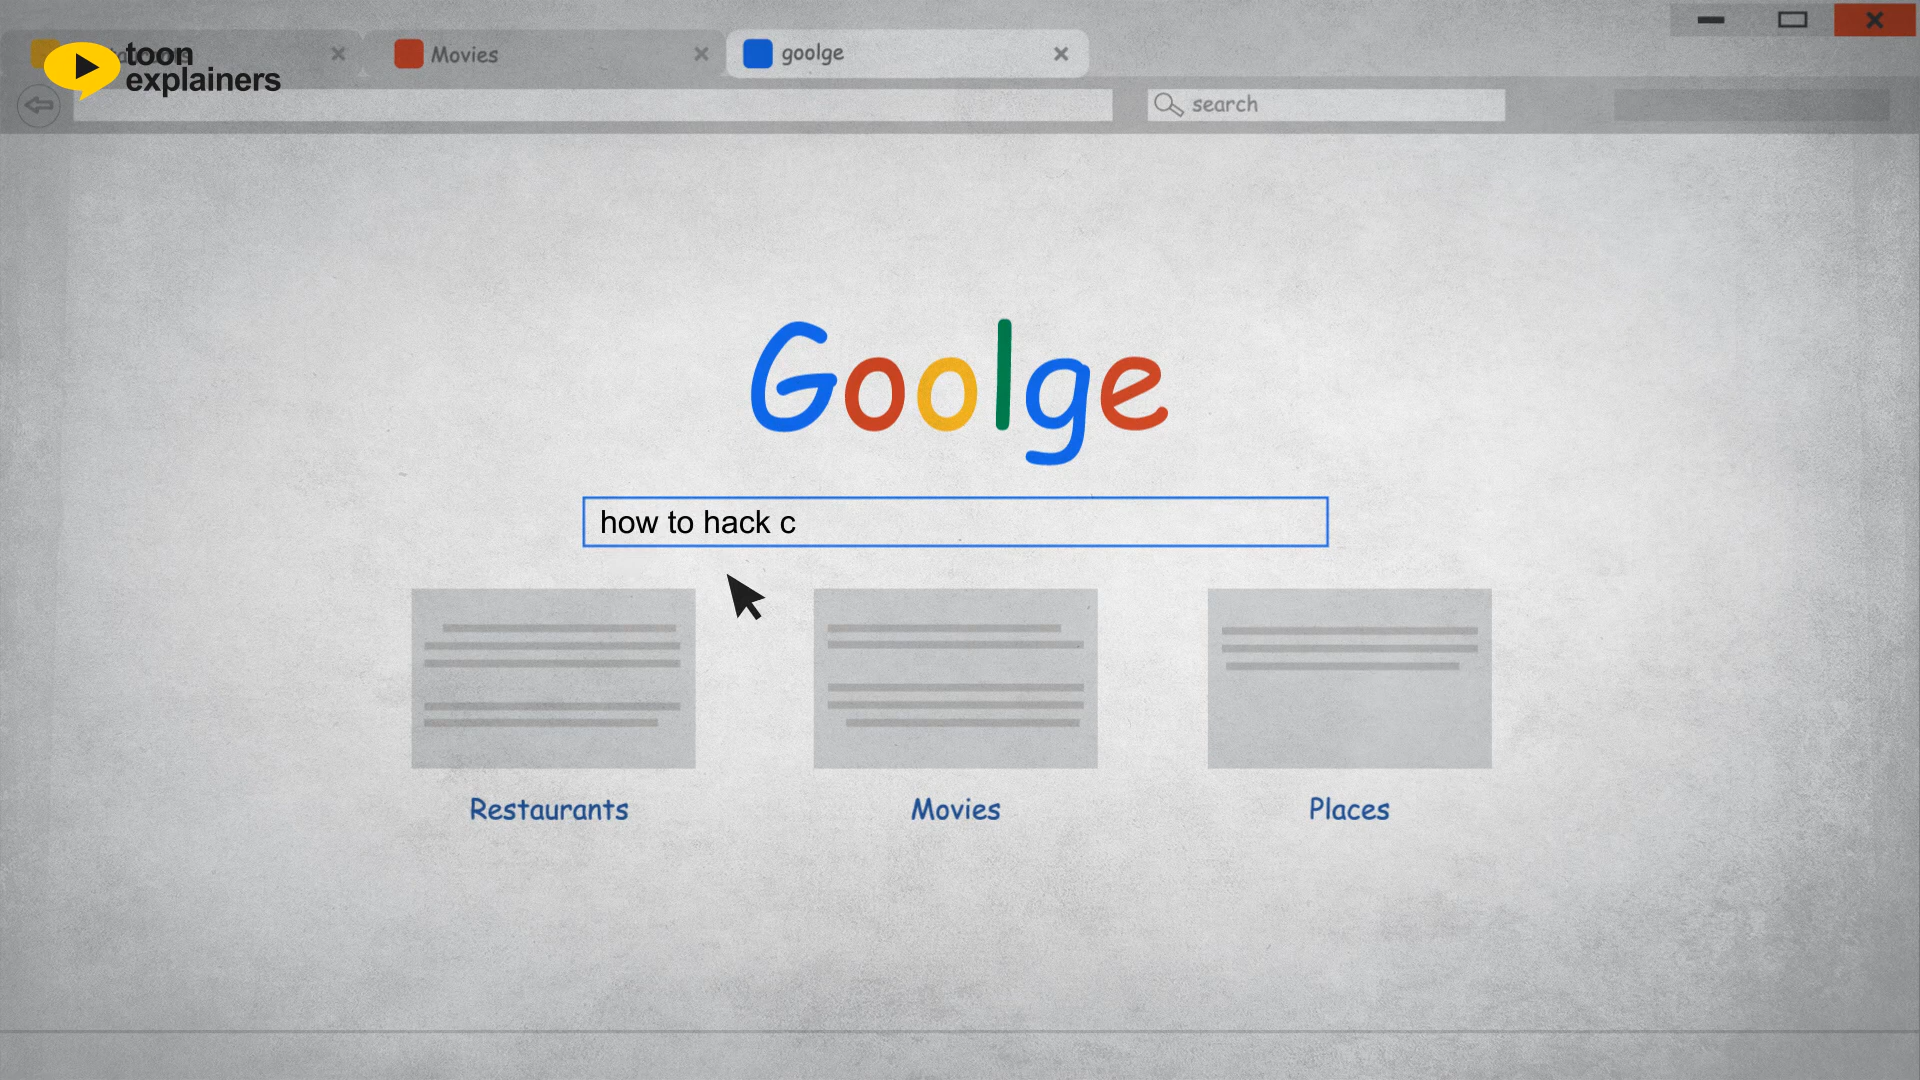 toon
explainers
Movies
goolge
search
Goolge
how to hack c
Restaurants
Movies
Places